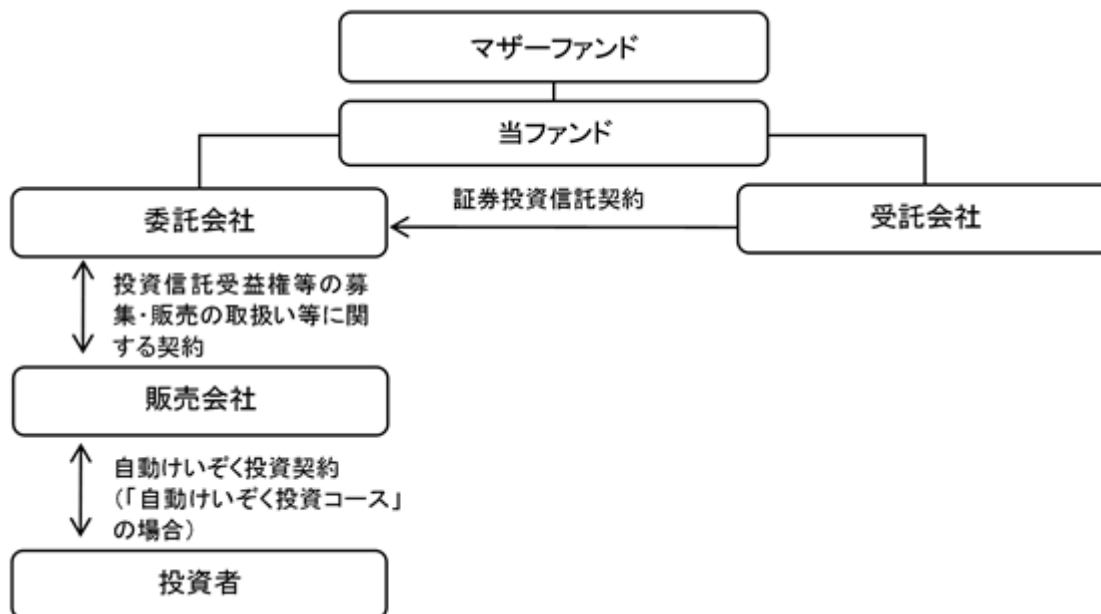 マザーファンド
当ファンド
委託会社
証券投資信託契約
受託会社
投資信託受益権等の募
集・販売の取扱い等に関
する契約
販売会社
自動けいぞく投資契約
（「自動けいぞく投資コース」
の場合）
投資者